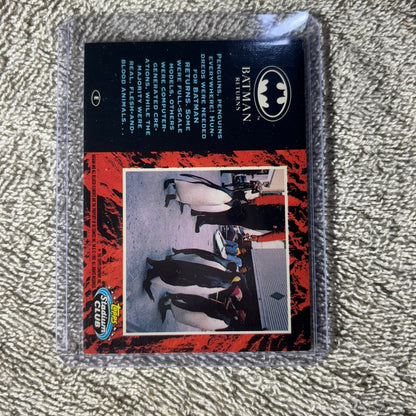 BATMAN
RETURNS
PENGUINS, PENGUINS
EVERYWHERE! HUN-
DREDS WERE NEEDED
FOR BATMAN
RETURNS. SOME
WERE FULL-SCALE
MODELS, OTHERS
WERE COMPUTER-
GENERATED CRE-
ATIONS, WHILE THE
MAJORITY WERE
REAL, FLESH-AND-
BLOOD ANIMALS. . .
TOPPS
Stadium
CLUB